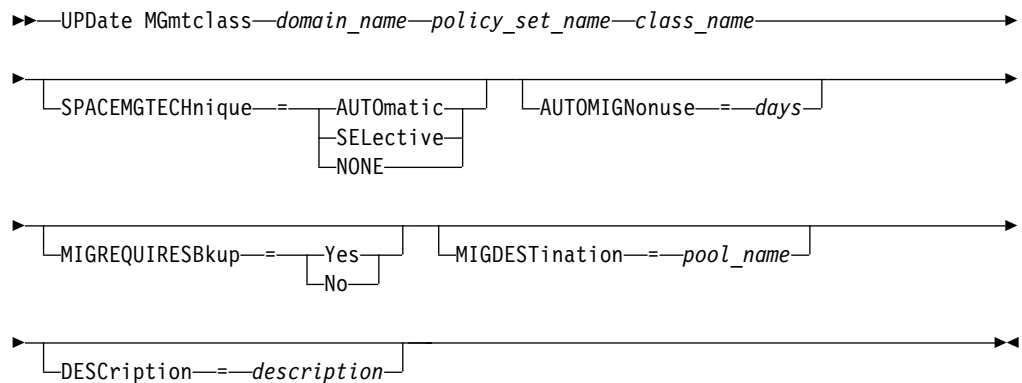 UPDate MGmtclass domain_name policy_set_name class_name
SPACEMGTECHnique = AUTOmatic AUTOMIGNonuse = days
SELective
NONE
MIGREQUIRESBkup = Yes MIGDESTination = pool_name
No
DESCription = description